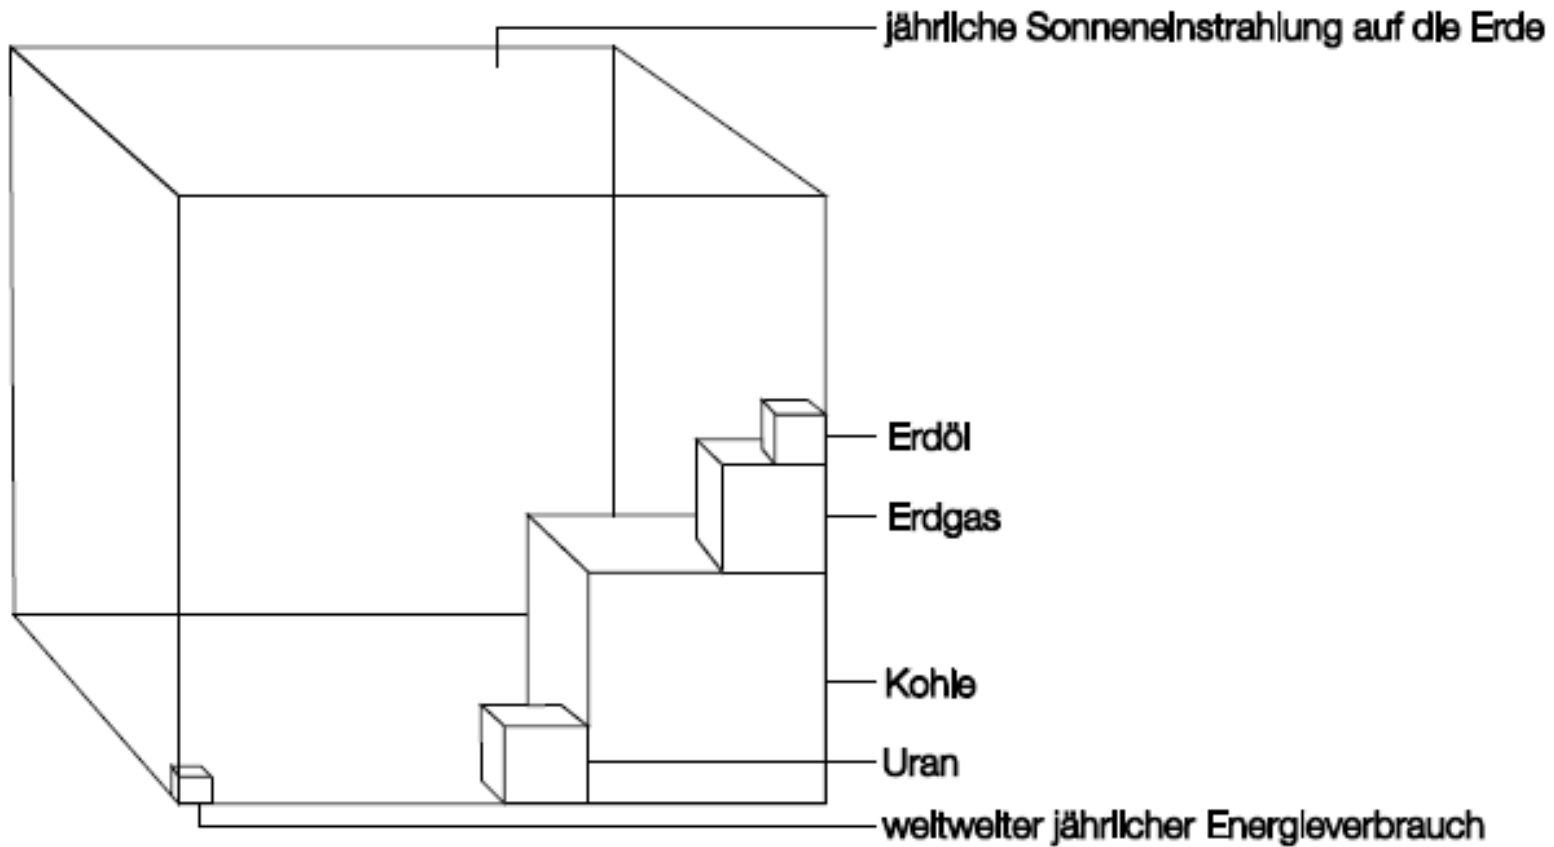 jährliche Sonneneinstrahlung auf die Erde
Erdöl
Erdgas
Kohle
Uran
weltweiter jährlicher Energieverbrauch